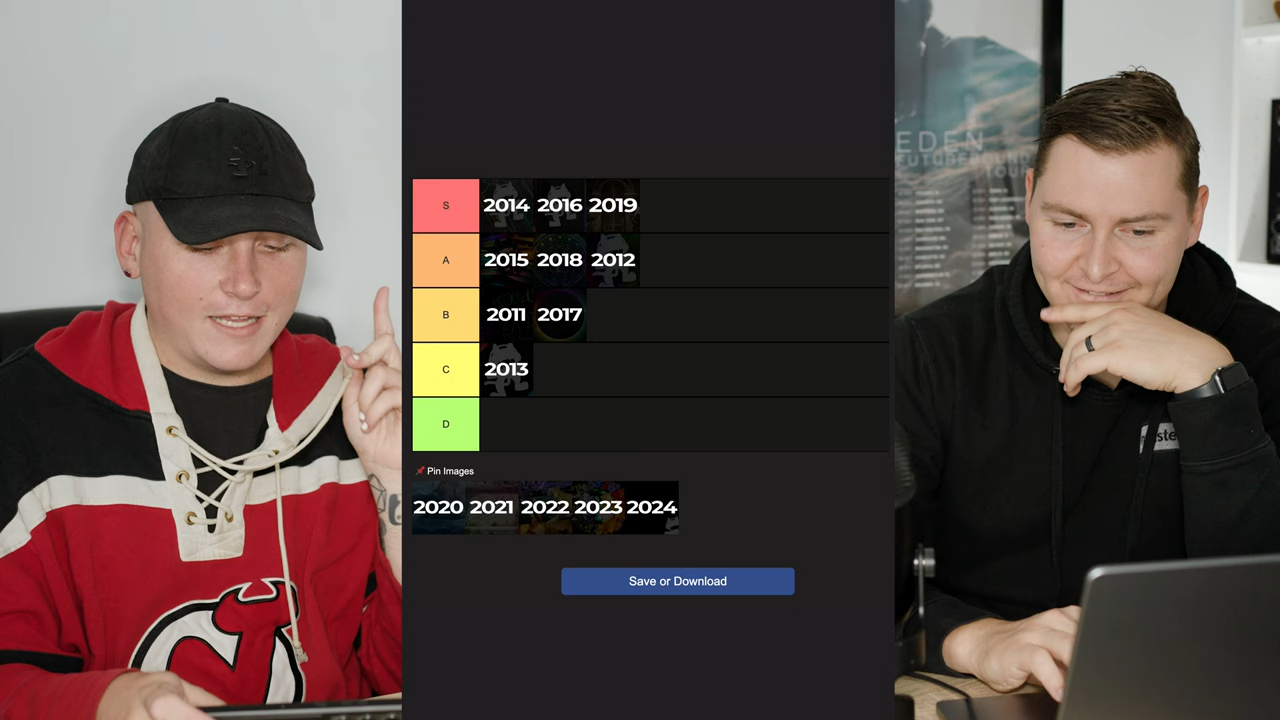 EDEN
FUTUREBOUND
TOUR
S
2014 2016 2019
A
2015 2018 2012
B
2011 2017
C
2013
D
📌 Pin Images
2020 2021 2022 2023 2024
Save or Download